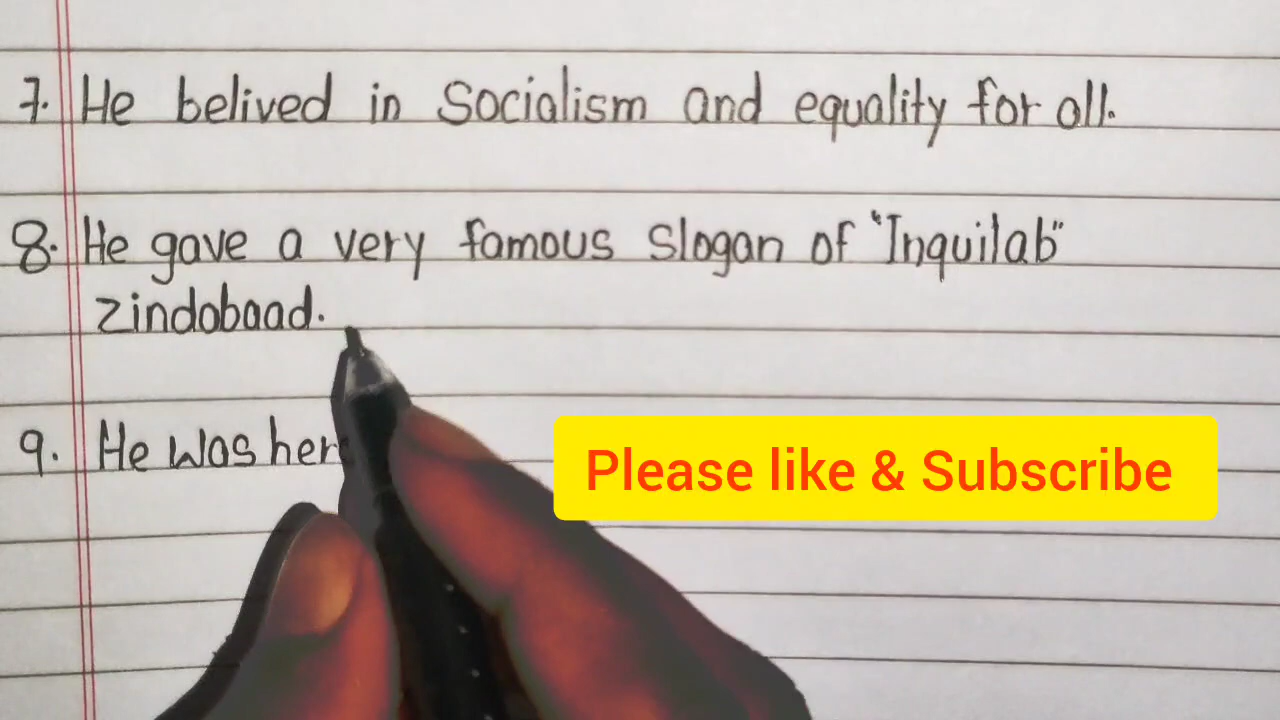 7. He belived in Socialism and equality for all.
8. He gave a very famous Slogan of "Inquilab"
zindobaad.
9. He was her
Please like & Subscribe